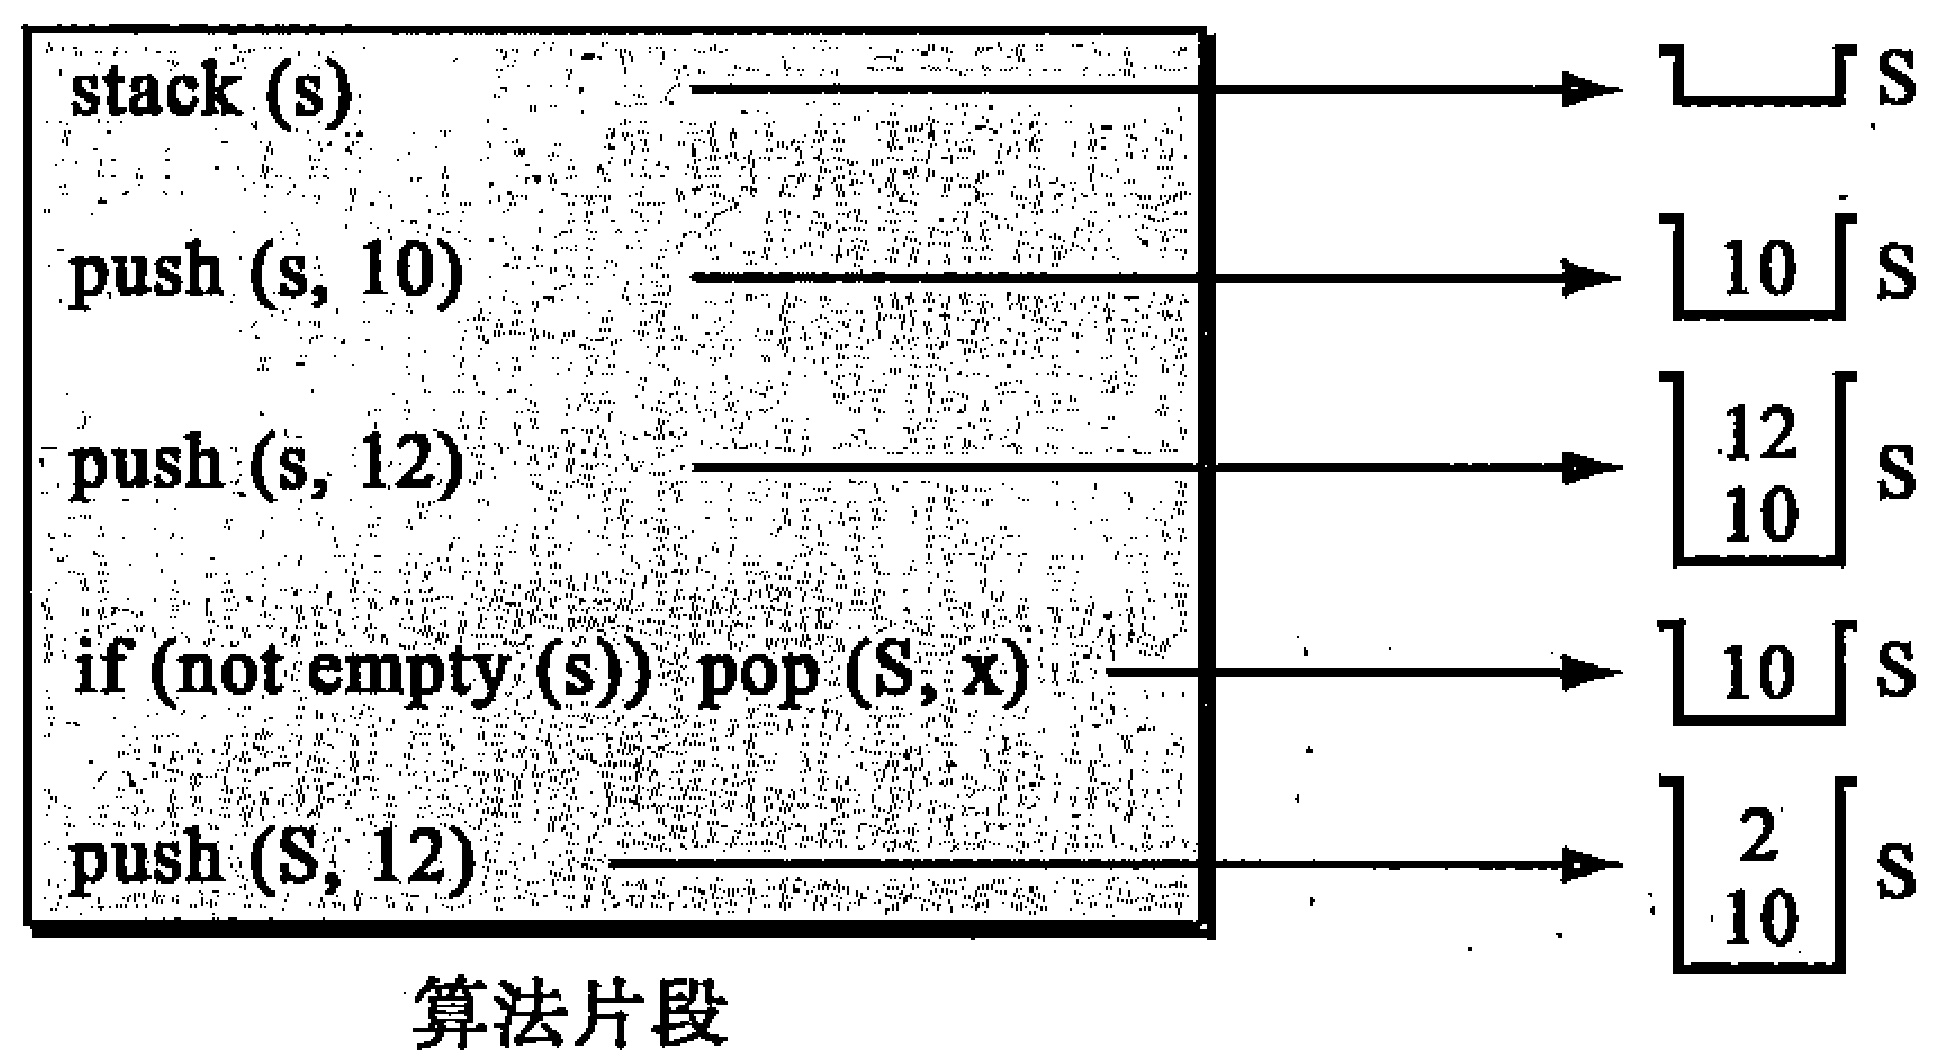 stack (s) S
push (s, 10) 10 S
push (s, 12) 12 10 S
if (not empty (s)) pop (S, x) 10 S
push (S, 12) 2 10 S
算法片段